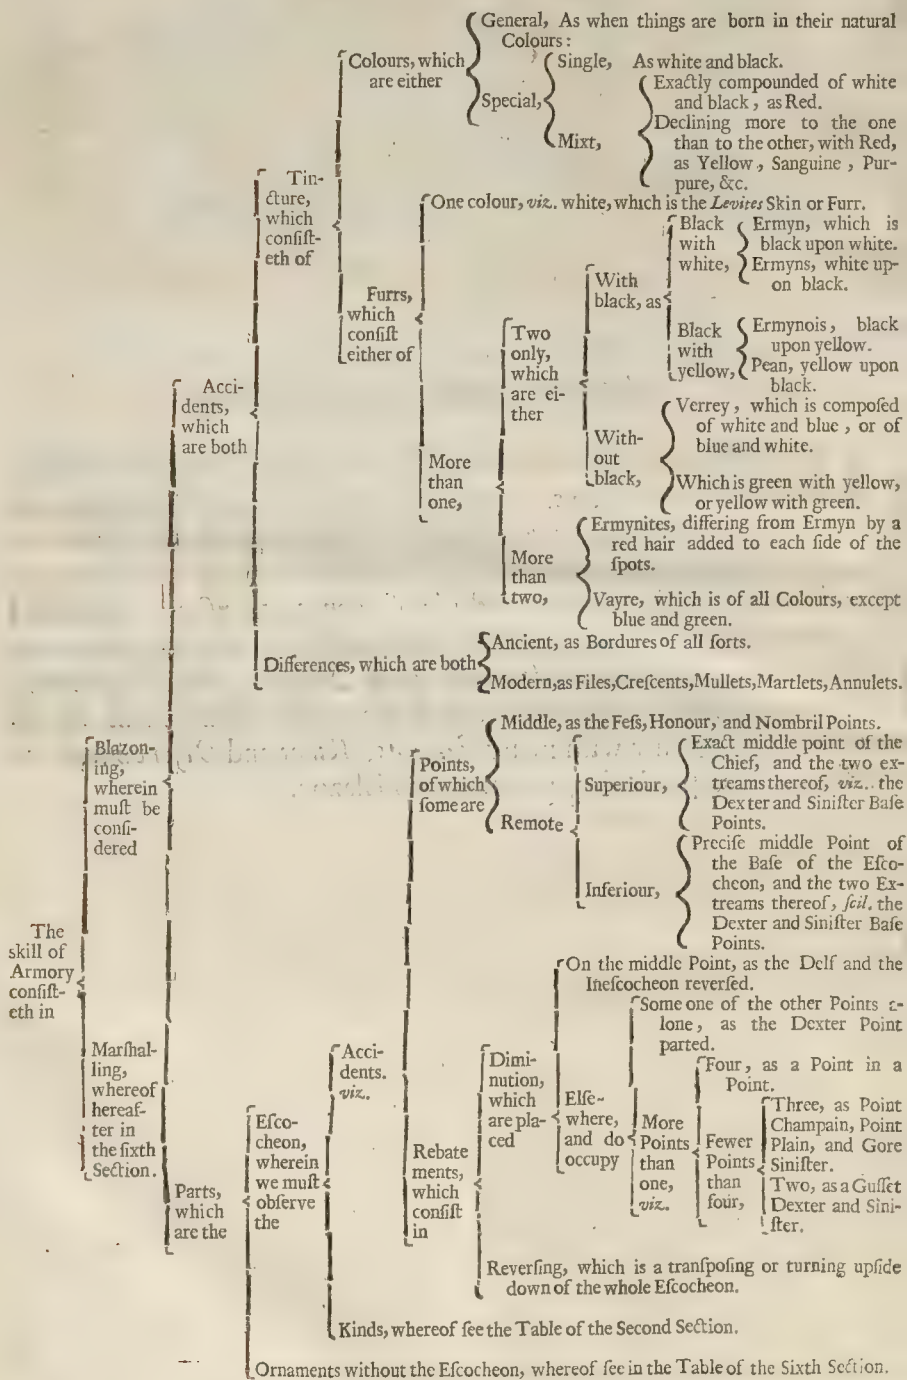 The
skill of
Armory
consist-
eth in
Blazon-
ing,
wherein
must be
consi-
dered
Acci-
dents,
which
are both
Tin-
cture,
which
consist-
eth of
Colours, which
are either
General, As when things are born in their natural
Colours:
Special,
Single, As white and black.
Mixt,
Exactly compounded of white
and black, as Red.
Declining more to the one
than to the other, with Red,
as Yellow, Sanguine, Pur-
pure, &c.
Furrs,
which
consist
either of
One colour, viz. white, which is the Levites Skin or Furr.
More
than
one,
Two
only,
which
are ei-
ther
With
black, as
Black
with
white,
Ermyn, which is
black upon white.
Ermyns, white up-
on black.
Black
with
yellow,
Ermynois, black
upon yellow.
Pean, yellow upon
black.
With-
out
black,
Verrey, which is composed
of white and blue, or of
blue and white.
Which is green with yellow,
or yellow with green.
More
than
two,
Ermynites, differing from Ermyn by a
red hair added to each side of the
spots.
Vayre, which is of all Colours, except
blue and green.
Differences, which are both
Ancient, as Bordures of all sorts.
Modern, as Files, Crescents, Mullets, Martlets, Annulets.
Parts,
which
are the
Esco-
cheon,
wherein
we must
observe
the
Acci-
dents.
viz.
Points,
of which
some are
Middle, as the Fess, Honour, and Nombril Points.
Remote
Superiour,
Exact middle point of the
Chief, and the two ex-
treams thereof, viz. the
Dexter and Sinister Base
Points.
Inferiour,
Precise middle Point of
the Base of the Esco-
cheon, and the two Ex-
treams thereof, scil. the
Dexter and Sinister Base
Points.
Rebate
ments,
which
consist
in
Dimi-
nution,
which
are pla-
ced
On the middle Point, as the Delf and the
Inescocheon reversed.
Else-
where,
and do
occupy
Some one of the other Points a-
lone, as the Dexter Point
parted.
More
Points
than
one,
viz.
Four, as a Point in a
Point.
Fewer
Points
than
four,
Three, as Point
Champain, Point
Plain, and Gore
Sinister.
Two, as a Gusset
Dexter and Sini-
ster.
Reversing, which is a transposing or turning upside
down of the whole Escocheon.
Kinds, whereof see the Table of the Second Section.
Ornaments without the Escocheon, whereof see in the Table of the Sixth Section.
Marshal-
ling,
whereof
hereaf-
ter in
the sixth
Section.